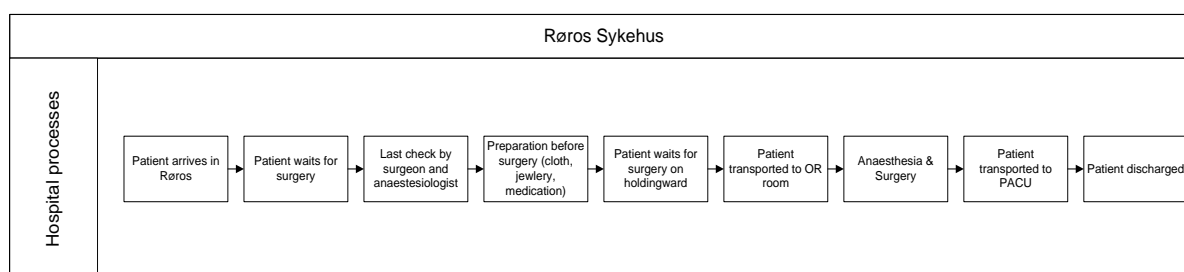 Røros Sykehus
Hospital processes
Patient arrives in
Røros
Patient waits for
surgery
Last check by
surgeon and
anaestesiologist
Preparation before
surgery (cloth,
jewlery,
medication)
Patient waits for
surgery on
holdingward
Patient
transported to OR
room
Anaesthesia &
Surgery
Patient
transported to
PACU
Patient discharged